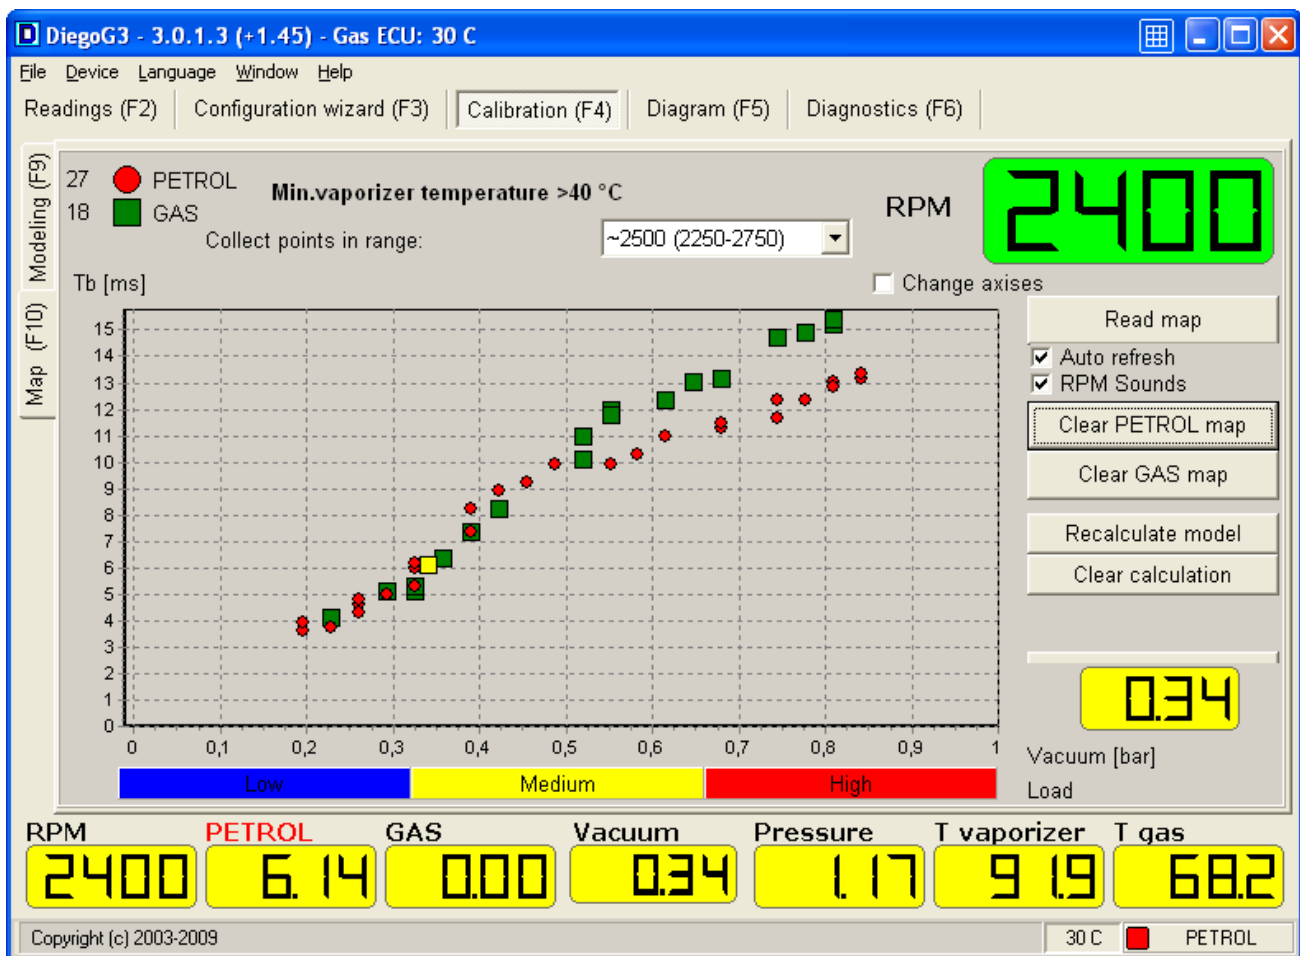 DiegoG3 - 3.0.1.3 (+1.45) - Gas ECU: 30 C
File Device Language Window Help
Readings (F2) Configuration wizard (F3) Calibration (F4) Diagram (F5) Diagnostics (F6)
Modeling (F9)
Map (F10)
27 PETROL
18 GAS
Min.vaporizer temperature >40 °C
Collect points in range: ~2500 (2250-2750)
RPM 2400
Tb [ms]
Change axises
15
14
13
12
11
10
9
8
7
6
5
4
3
2
1
0
0 0,1 0,2 0,3 0,4 0,5 0,6 0,7 0,8 0,9 1
Low Medium High
Read map
Auto refresh
RPM Sounds
Clear PETROL map
Clear GAS map
Recalculate model
Clear calculation
0.34
Vacuum [bar]
Load
RPM PETROL GAS Vacuum Pressure T vaporizer T gas
2400 6.14 0.00 0.34 1.17 91.9 68.2
Copyright (c) 2003-2009 30 C PETROL